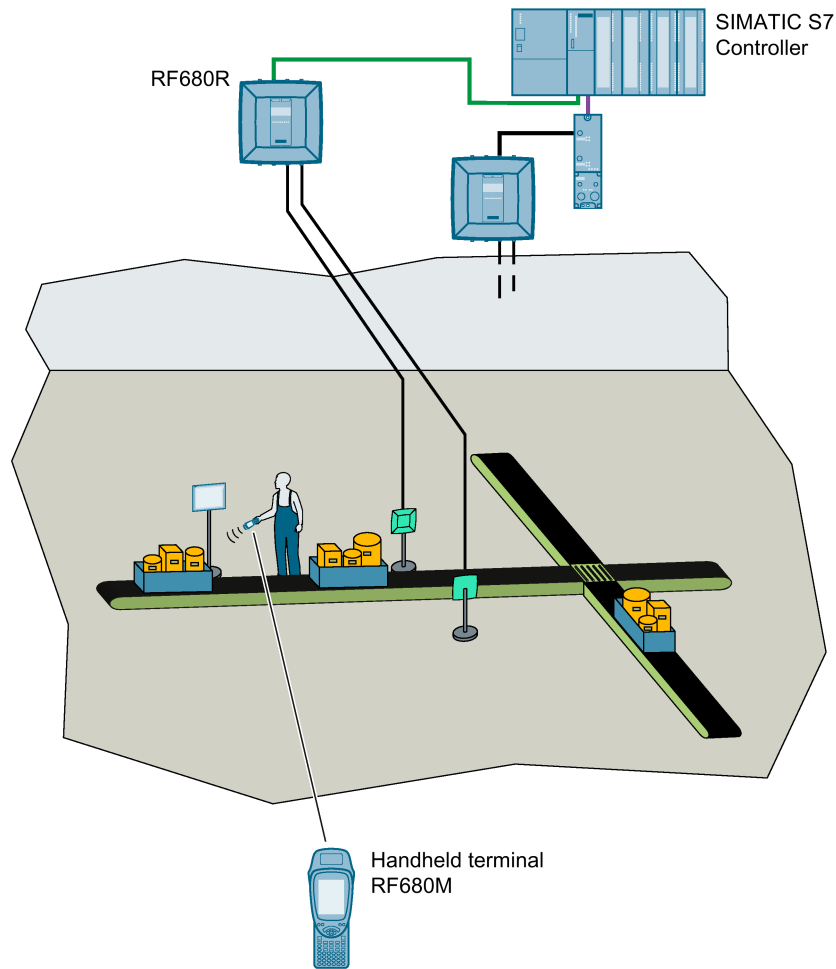 SIMATIC S7
Controller
RF680R
Handheld terminal
RF680M